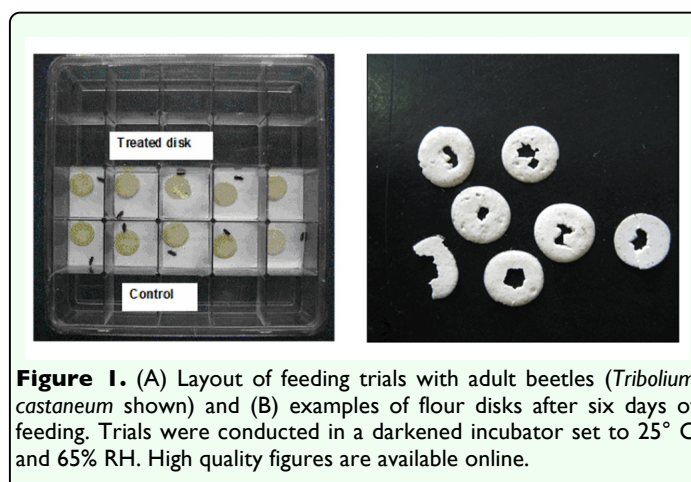 Treated disk
Control
Figure 1. (A) Layout of feeding trials with adult beetles (Tribolium
castaneum shown) and (B) examples of flour disks after six days of
feeding. Trials were conducted in a darkened incubator set to 25° C
and 65% RH. High quality figures are available online.